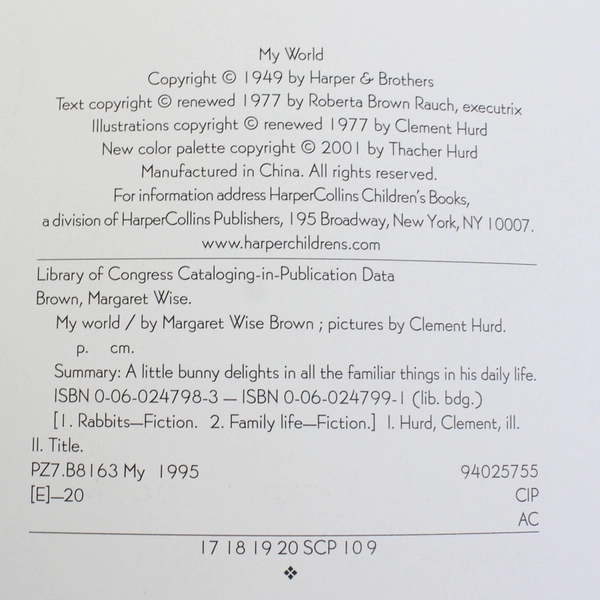 My World
Copyright © 1949 by Harper & Brothers
Text copyright © renewed 1977 by Roberta Brown Rauch, executrix
Illustrations copyright © renewed 1977 by Clement Hurd
New color palette copyright © 2001 by Thacher Hurd
Manufactured in China. All rights reserved.
For information address HarperCollins Children's Books,
a division of HarperCollins Publishers, 195 Broadway, New York, NY 10007.
www.harperchildrens.com
Library of Congress Cataloging-in-Publication Data
Brown, Margaret Wise.
My world / by Margaret Wise Brown ; pictures by Clement Hurd.
p. cm.
Summary: A little bunny delights in all the familiar things in his daily life.
ISBN 0-06-024798-3 — ISBN 0-06-024799-1 (lib. bdg.)
[1. Rabbits—Fiction. 2. Family life—Fiction.] I. Hurd, Clement, ill.
II. Title.
PZ7.B8163 My 1995 94025755
[E]—20 CIP
AC
17 18 19 20 SCP 10 9